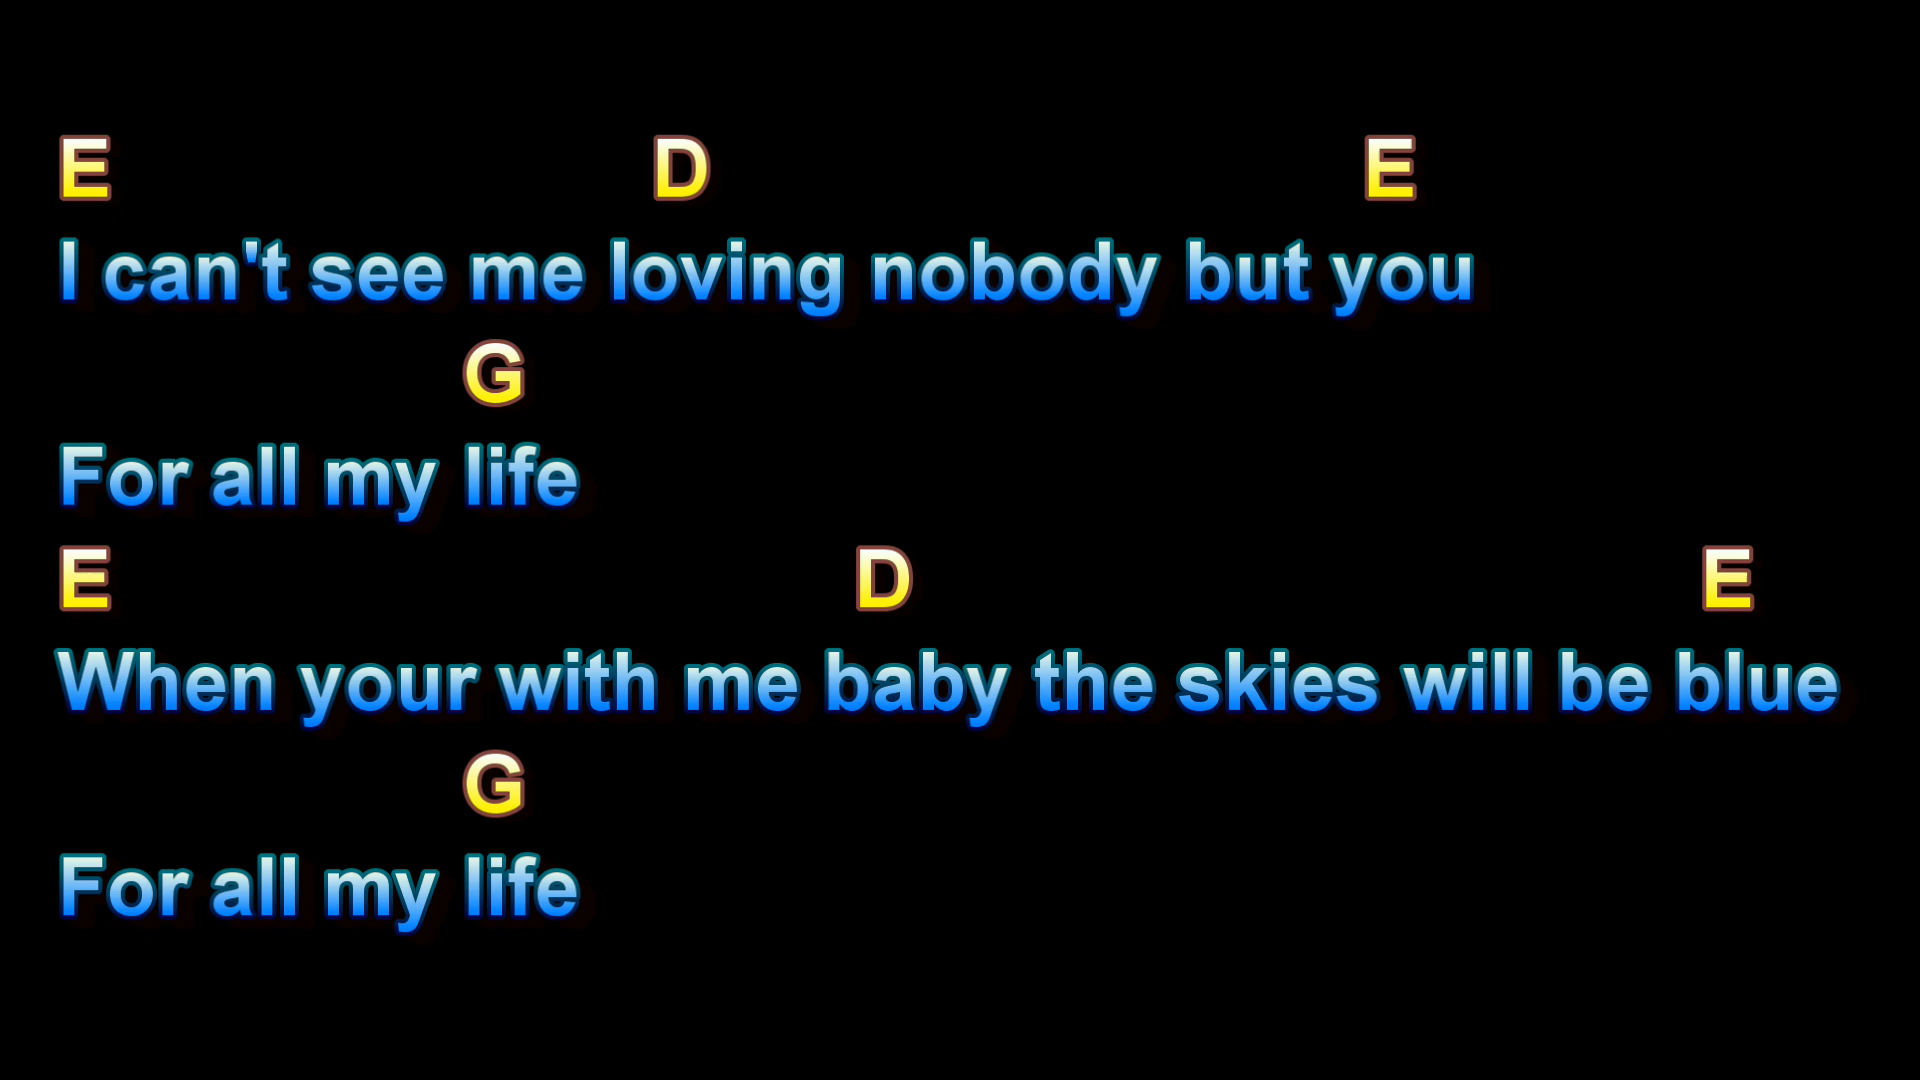 E D E
I can't see me loving nobody but you
G
For all my life
E D E
When your with me baby the skies will be blue
G
For all my life